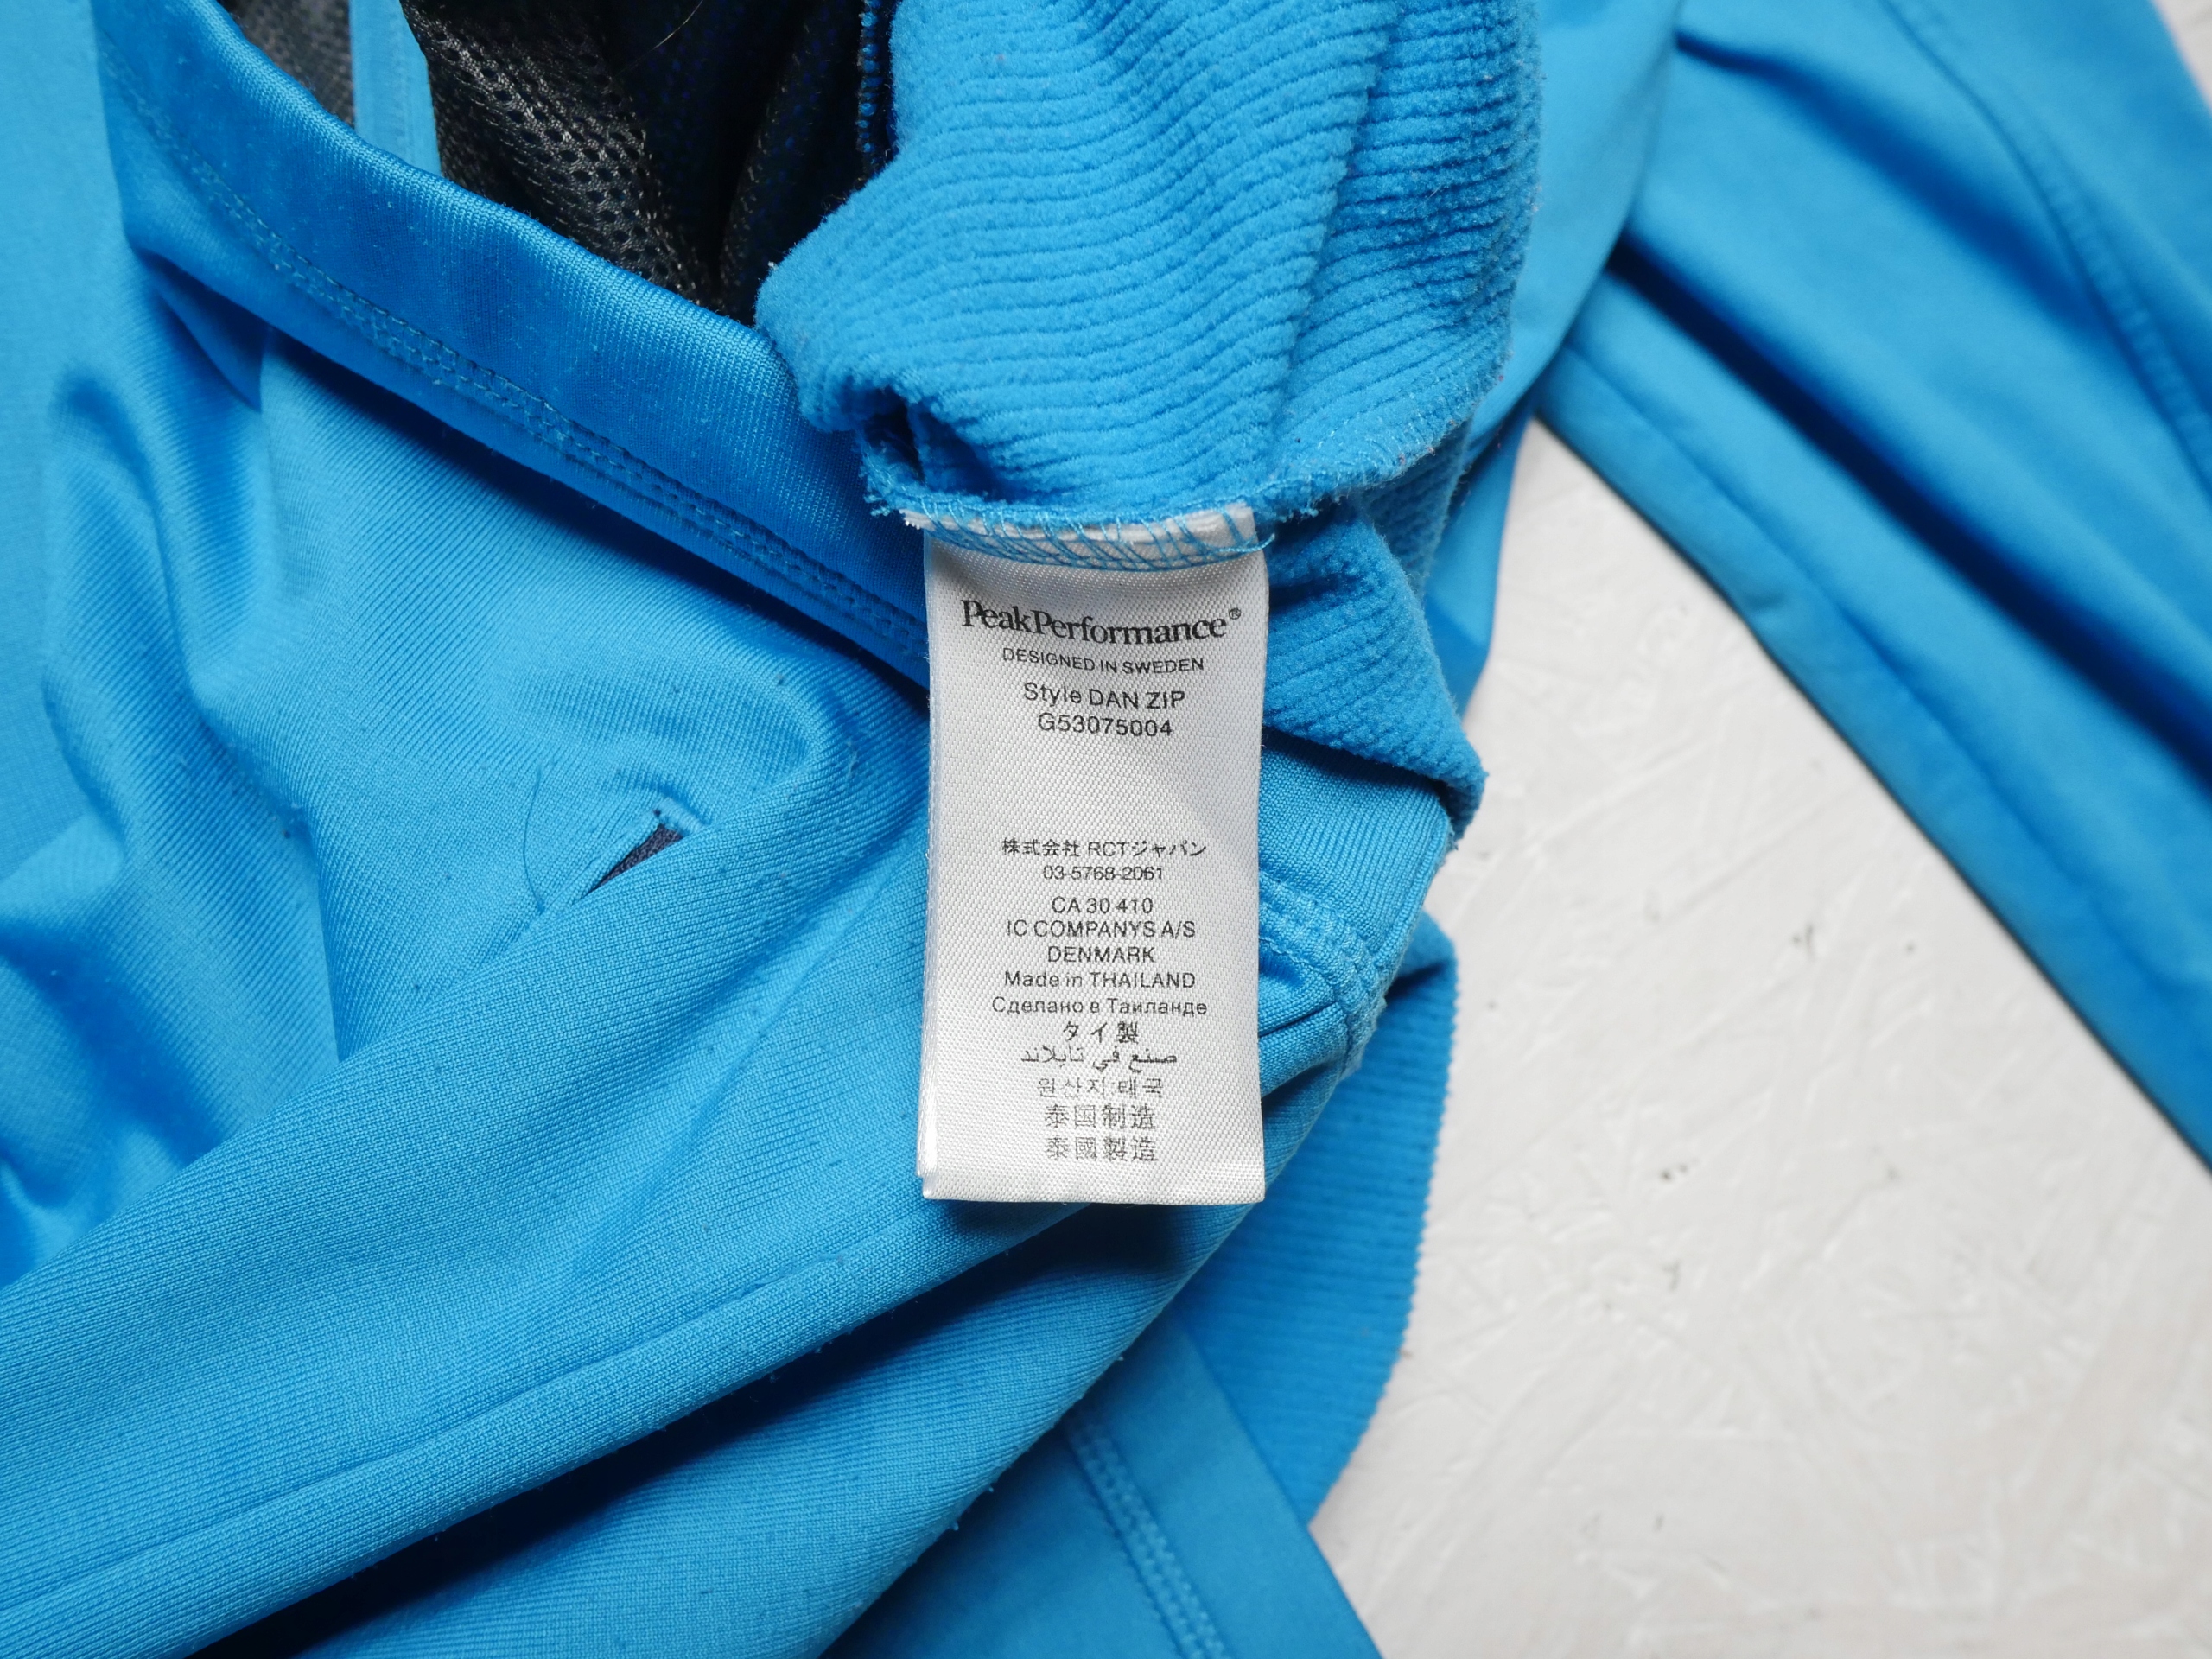 PeakPerformance®
DESIGNED IN SWEDEN
Style DAN ZIP
G53075004
株式会社 RCTジャパン
03-5768-2061
CA 30 410
IC COMPANYS A/S
DENMARK
Made in THAILAND
Сделано в Таиланде
タイ製
صنع في تايلاند
원산지:태국
泰国制造
泰國製造